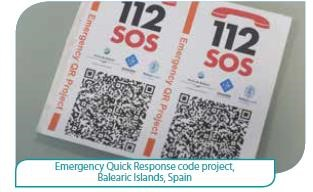 112
SOS
Emergency QR Project
112
SOS
Emergency QR Project
Emergency Quick Response code project,
Balearic Islands, Spain